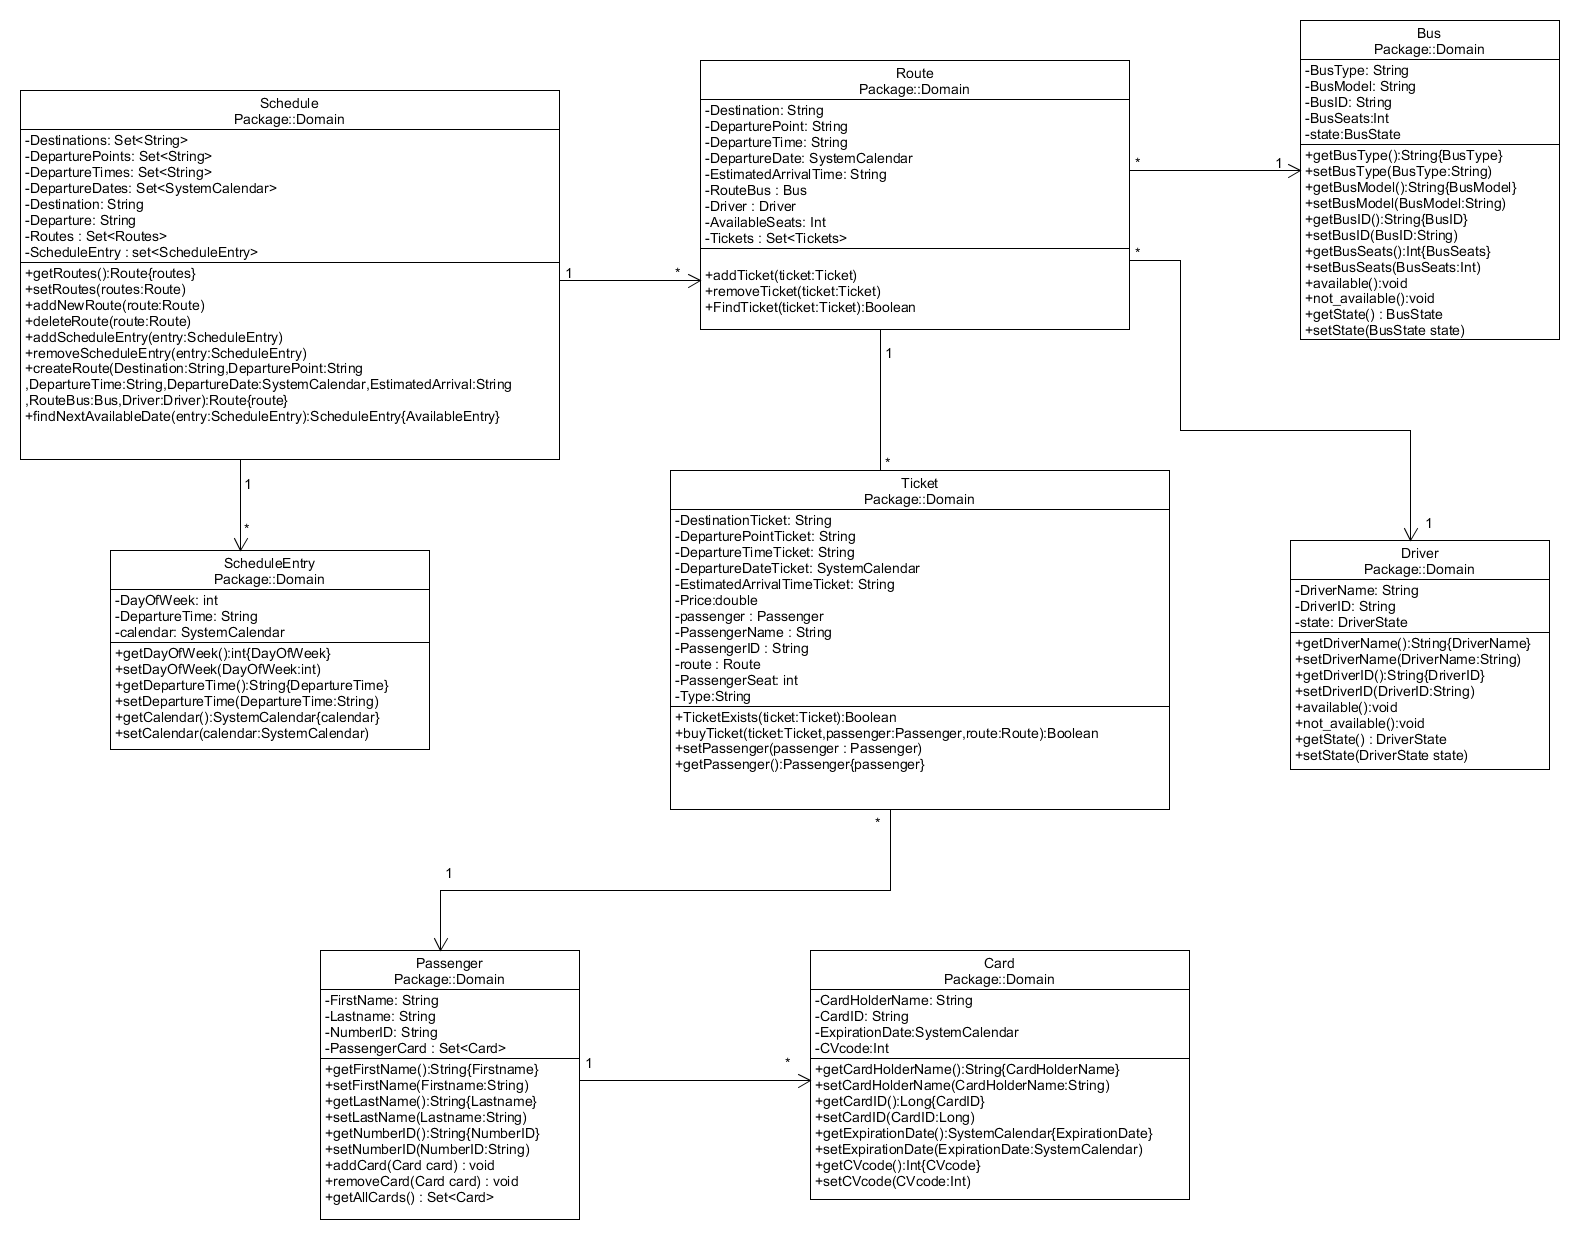 Schedule
Package::Domain
-Destinations: Set<String>
-DeparturePoints: Set<String>
-DepartureTimes: Set<String>
-DepartureDates: Set<SystemCalendar>
-Destination: String
-Departure: String
-Routes : Set<Routes>
-ScheduleEntry : set<ScheduleEntry>
+getRoutes():Route{routes}
+setRoutes(routes:Route)
+addNewRoute(route:Route)
+deleteRoute(route:Route)
+addScheduleEntry(entry:ScheduleEntry)
+removeScheduleEntry(entry:ScheduleEntry)
+createRoute(Destination:String,DeparturePoint:String
,DepartureTime:String,DepartureDate:SystemCalendar,EstimatedArrival:String
,RouteBus:Bus,Driver:Driver):Route{route}
+findNextAvailableDate(entry:ScheduleEntry):ScheduleEntry{AvailableEntry}
1
*
Route
Package::Domain
-Destination: String
-DeparturePoint: String
-DepartureTime: String
-DepartureDate: SystemCalendar
-EstimatedArrivalTime: String
-RouteBus : Bus
-Driver : Driver
-AvailableSeats: Int
-Tickets : Set<Tickets>
+addTicket(ticket:Ticket)
+removeTicket(ticket:Ticket)
+FindTicket(ticket:Ticket):Boolean
*
1
Bus
Package::Domain
-BusType: String
-BusModel: String
-BusID: String
-BusSeats:Int
-state:BusState
+getBusType():String{BusType}
+setBusType(BusType:String)
+getBusModel():String{BusModel}
+setBusModel(BusModel:String)
+getBusID():String{BusID}
+setBusID(BusID:String)
+getBusSeats():Int{BusSeats}
+setBusSeats(BusSeats:Int)
+available():void
+not_available():void
+getState() : BusState
+setState(BusState state)
*
1
1
*
1
*
ScheduleEntry
Package::Domain
-DayOfWeek: int
-DepartureTime: String
-calendar: SystemCalendar
+getDayOfWeek():int{DayOfWeek}
+setDayOfWeek(DayOfWeek:int)
+getDepartureTime():String{DepartureTime}
+setDepartureTime(DepartureTime:String)
+getCalendar():SystemCalendar{calendar}
+setCalendar(calendar:SystemCalendar)
Ticket
Package::Domain
-DestinationTicket: String
-DeparturePointTicket: String
-DepartureTimeTicket: String
-DepartureDateTicket: SystemCalendar
-EstimatedArrivalTimeTicket: String
-Price:double
-passenger : Passenger
-PassengerName : String
-PassengerID : String
-route : Route
-PassengerSeat: int
-Type:String
+TicketExists(ticket:Ticket):Boolean
+buyTicket(ticket:Ticket,passenger:Passenger,route:Route):Boolean
+setPassenger(passenger : Passenger)
+getPassenger():Passenger{passenger}
Driver
Package::Domain
-DriverName: String
-DriverID: String
-state: DriverState
+getDriverName():String{DriverName}
+setDriverName(DriverName:String)
+getDriverID():String{DriverID}
+setDriverID(DriverID:String)
+available():void
+not_available():void
+getState() : DriverState
+setState(DriverState state)
*
1
Passenger
Package::Domain
-FirstName: String
-Lastname: String
-NumberID: String
-PassengerCard : Set<Card>
+getFirstName():String{Firstname}
+setFirstName(Firstname:String)
+getLastName():String{Lastname}
+setLastName(Lastname:String)
+getNumberID():String{NumberID}
+setNumberID(NumberID:String)
+addCard(Card card) : void
+removeCard(Card card) : void
+getAllCards() : Set<Card>
1
*
Card
Package::Domain
-CardHolderName: String
-CardID: String
-ExpirationDate:SystemCalendar
-CVcode:Int
+getCardHolderName():String{CardHolderName}
+setCardHolderName(CardHolderName:String)
+getCardID():Long{CardID}
+setCardID(CardID:Long)
+getExpirationDate():SystemCalendar{ExpirationDate}
+setExpirationDate(ExpirationDate:SystemCalendar)
+getCVcode():Int{CVcode}
+setCVcode(CVcode:Int)